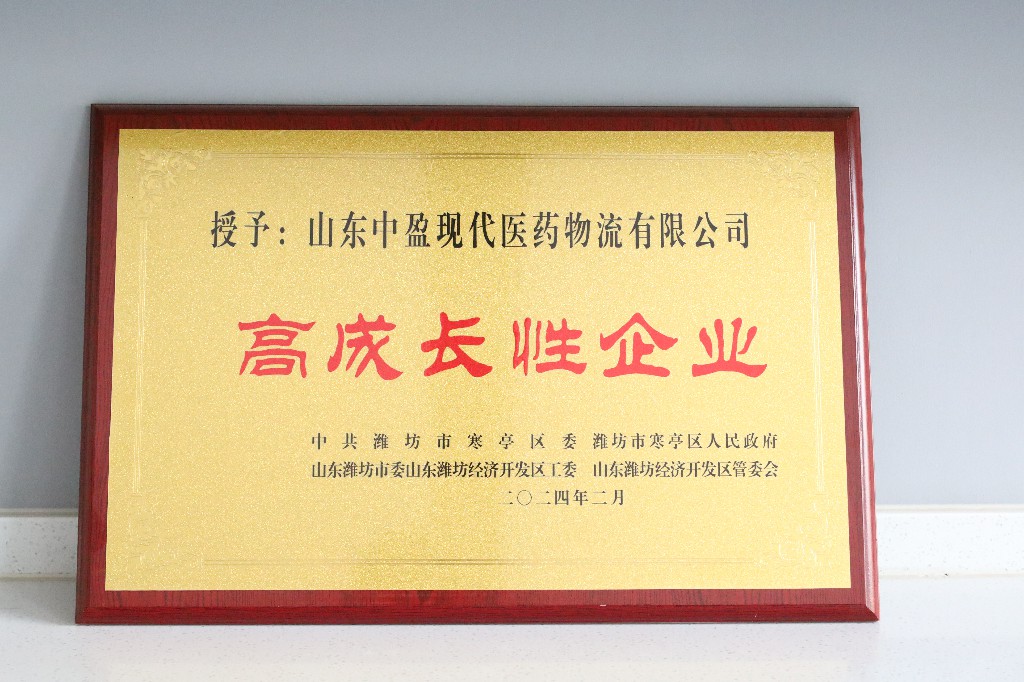 授予：山东中盈现代医药物流有限公司
高成长性企业
中共潍坊市寒亭区委 潍坊市寒亭区人民政府
山东潍坊市委山东潍坊经济开发区工委 山东潍坊经济开发区管委会
二〇二四年二月